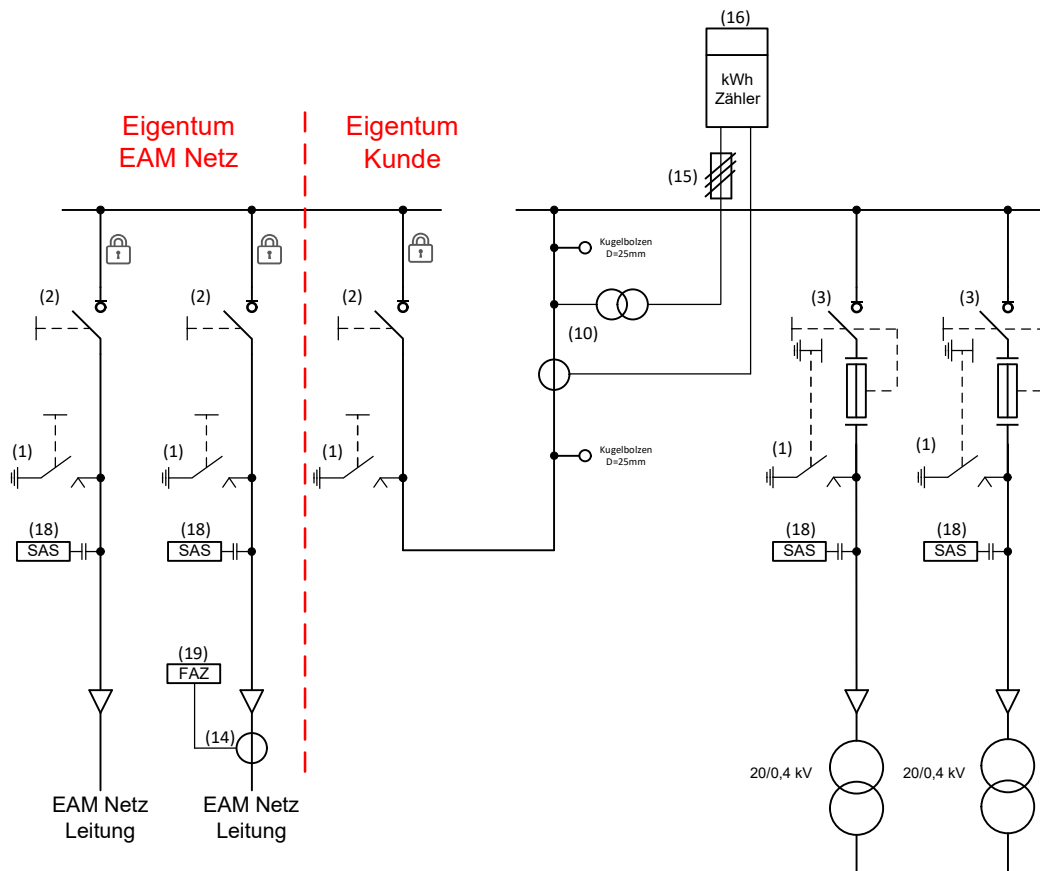 (16)
kWh
Zähler
Eigentum
EAM Netz
Eigentum
Kunde
(15)
Kugelbolzen
D=25mm
(2)
(2)
(2)
(10)
(3)
(3)
Kugelbolzen
D=25mm
(1)
(1)
(1)
(1)
(1)
(18)
SAS
(18)
SAS
(18)
SAS
(18)
SAS
(19)
FAZ
(14)
20/0,4 kV
20/0,4 kV
EAM Netz
Leitung
EAM Netz
Leitung